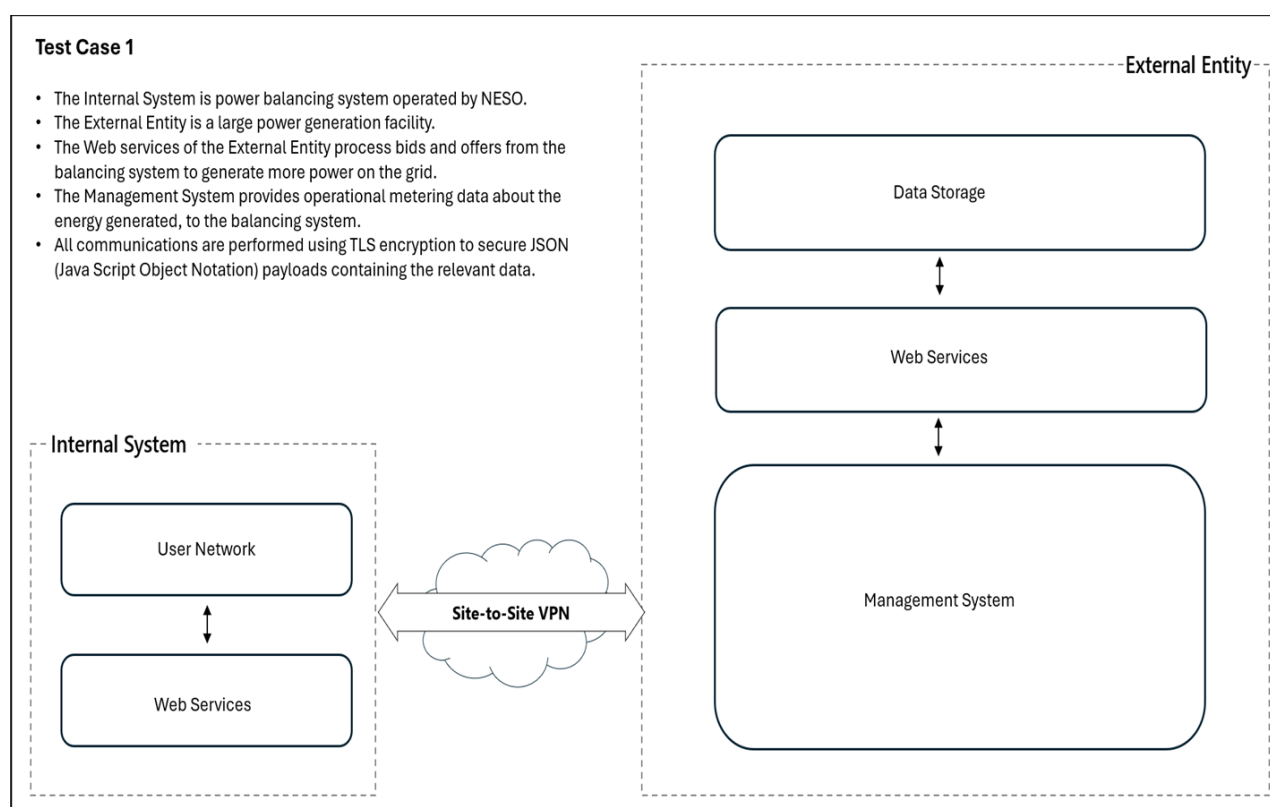 Test Case 1
• The Internal System is power balancing system operated by NESO.
• The External Entity is a large power generation facility.
• The Web services of the External Entity process bids and offers from the
balancing system to generate more power on the grid.
• The Management System provides operational metering data about the
energy generated, to the balancing system.
• All communications are performed using TLS encryption to secure JSON
(Java Script Object Notation) payloads containing the relevant data.
External Entity
Data Storage
Web Services
Management System
Internal System
User Network
Web Services
Site-to-Site VPN